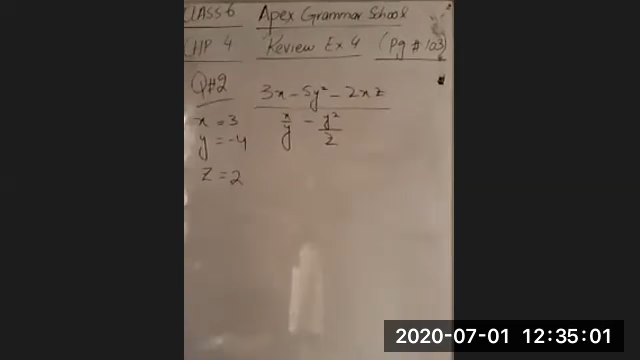 CLASS 6 Apex Grammar School
CHP 4 Review Ex 4 (Pg # 103)
Q#2 3x - 5y² - 2xz
x = 3 x/y - y²/z
y = -4
z = 2
2020-07-01 12:35:01